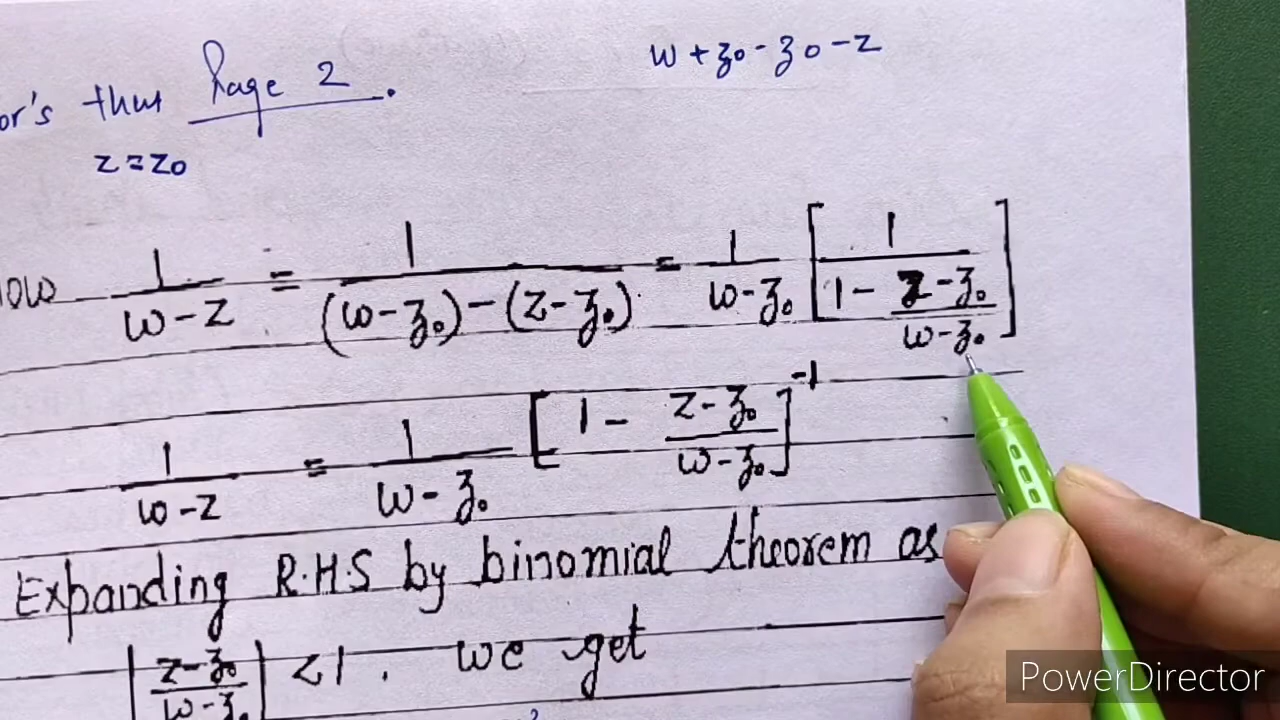 w + z₀ - z₀ - z
or's thm Page 2.
z = z₀
now 1/(w-z) = 1/((w-z₀)-(z-z₀)) = 1/(w-z₀) [1/(1 - (z-z₀)/(w-z₀))]
1/(w-z) = 1/(w-z₀) [1 - (z-z₀)/(w-z₀)]⁻¹
Expanding R.H.S by binomial theorem as
|(z-z₀)/(w-z₀)| < 1. we get
PowerDirector